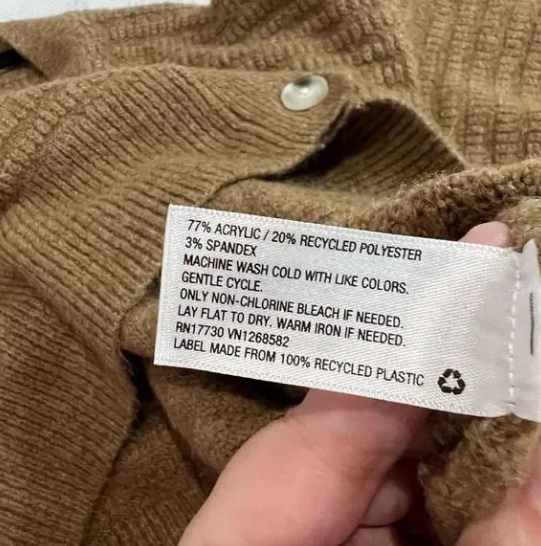 77% ACRYLIC / 20% RECYCLED POLYESTER
3% SPANDEX
MACHINE WASH COLD WITH LIKE COLORS.
GENTLE CYCLE.
ONLY NON-CHLORINE BLEACH IF NEEDED.
LAY FLAT TO DRY. WARM IRON IF NEEDED.
RN17730 VN1268582
LABEL MADE FROM 100% RECYCLED PLASTIC